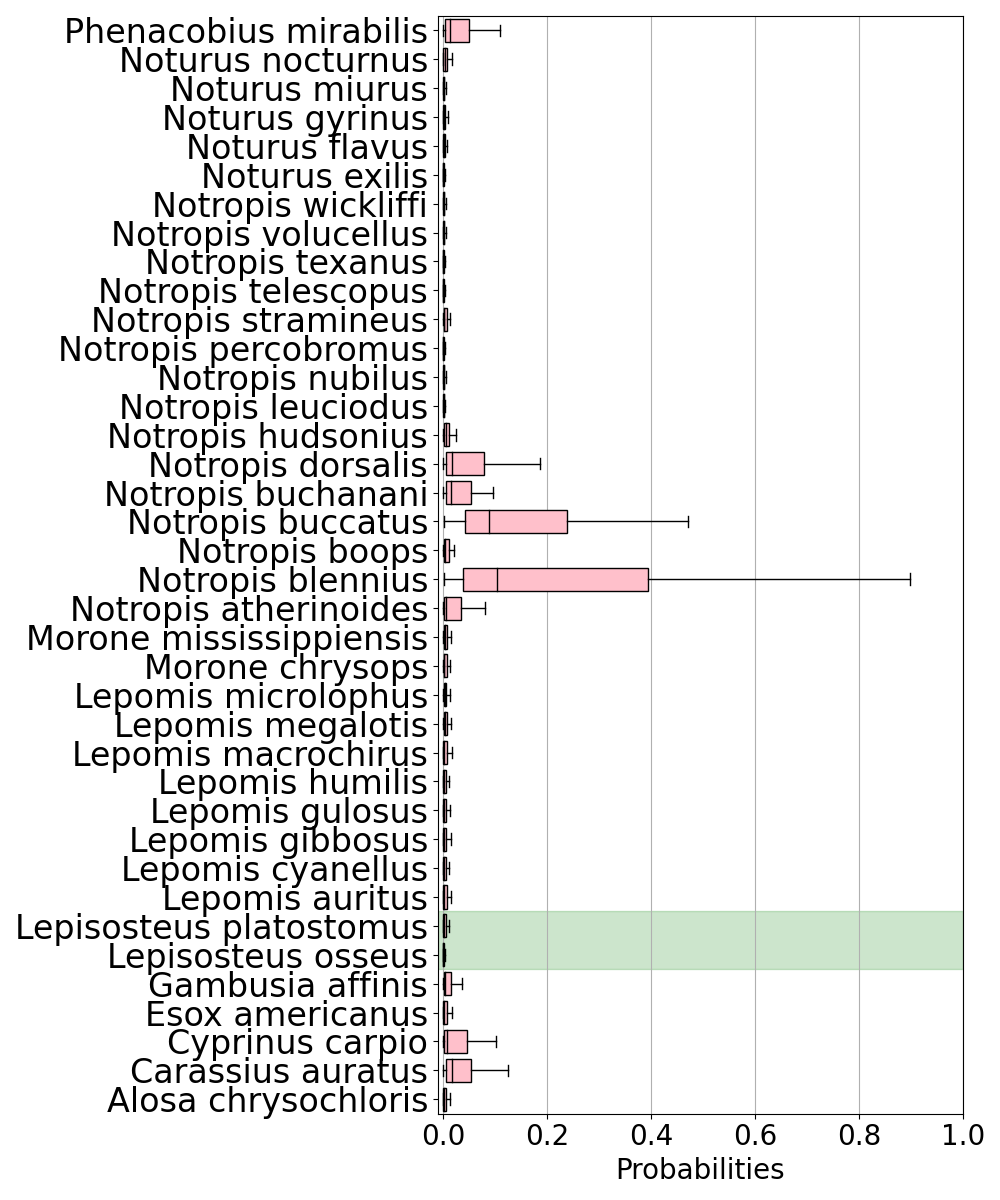 Phenacobius mirabilis
Noturus nocturnus
Noturus miurus
Noturus gyrinus
Noturus flavus
Noturus exilis
Notropis wickliffi
Notropis volucellus
Notropis texanus
Notropis telescopus
Notropis stramineus
Notropis percobromus
Notropis nubilus
Notropis leuciodus
Notropis hudsonius
Notropis dorsalis
Notropis buchanani
Notropis buccatus
Notropis boops
Notropis blennius
Notropis atherinoides
Morone mississippiensis
Morone chrysops
Lepomis microlophus
Lepomis megalotis
Lepomis macrochirus
Lepomis humilis
Lepomis gulosus
Lepomis gibbosus
Lepomis cyanellus
Lepomis auritus
Lepisosteus platostomus
Lepisosteus osseus
Gambusia affinis
Esox americanus
Cyprinus carpio
Carassius auratus
Alosa chrysochloris
0.0 0.2 0.4 0.6 0.8 1.0
Probabilities